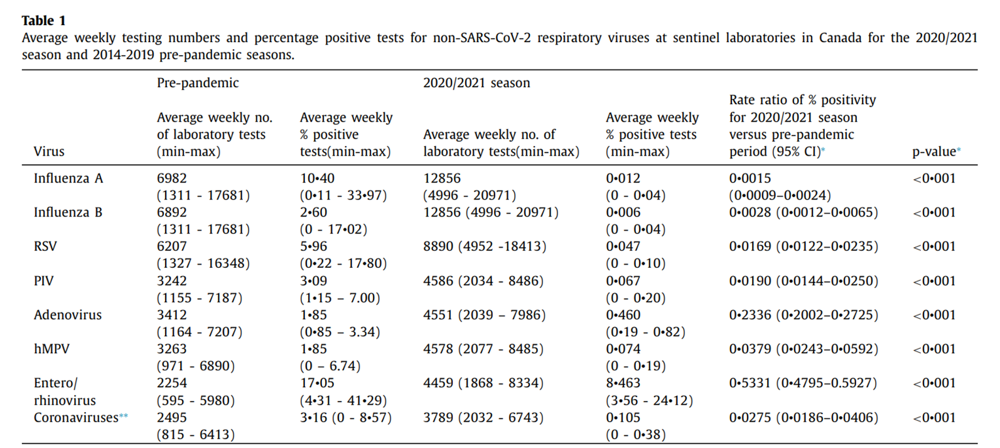 Table 1
Average weekly testing numbers and percentage positive tests for non-SARS-CoV-2 respiratory viruses at sentinel laboratories in Canada for the 2020/2021
season and 2014-2019 pre-pandemic seasons.
Pre-pandemic 2020/2021 season
Rate ratio of % positivity
Average weekly no. Average weekly Average weekly for 2020/2021 season
of laboratory tests % positive Average weekly no. of % positive tests versus pre-pandemic
Virus (min-max) tests(min-max) laboratory tests(min-max) (min-max) period (95% CI)* p-value*
Influenza A 6982 10•40 12856 0•012 0•0015 <0•001
(1311 - 17681) (0•11 - 33•97) (4996 - 20971) (0 - 0•04) (0•0009–0•0024)
Influenza B 6892 2•60 12856 (4996 - 20971) 0•006 0•0028 (0•0012–0•0065) <0•001
(1311 - 17681) (0 - 17•02) (0 - 0•04)
RSV 6207 5•96 8890 (4952 -18413) 0•047 0•0169 (0•0122–0•0235) <0•001
(1327 - 16348) (0•22 - 17•80) (0 - 0•10)
PIV 3242 3•09 4586 (2034 - 8486) 0•067 0•0190 (0•0144–0•0250) <0•001
(1155 - 7187) (1•15 – 7.00) (0 - 0•20)
Adenovirus 3412 1•85 4551 (2039 – 7986) 0•460 0•2336 (0•2002–0•2725) <0•001
(1164 - 7207) (0•85 – 3.34) (0•19 - 0•82)
hMPV 3263 1•85 4578 (2077 - 8485) 0•074 0•0379 (0•0243–0•0592) <0•001
(971 - 6890) (0 – 6.74) (0 - 0•19)
Entero/ 2254 17•05 4459 (1868 - 8334) 8•463 0•5331 (0•4795–0.5927) <0•001
rhinovirus (595 - 5980) (4•31 - 41•29) (3•56 - 24•12)
Coronaviruses** 2495 3•16 (0 - 8•57) 3789 (2032 - 6743) 0•105 0•0275 (0•0186–0•0406) <0•001
(815 - 6413) (0 - 0•38)